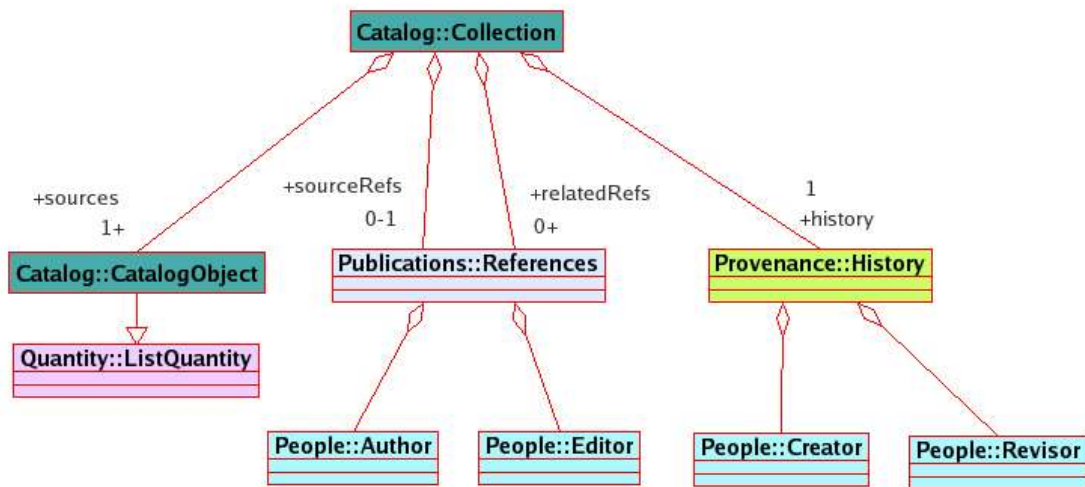 Catalog::Collection
+sources
1+
+sourceRefs
0-1
+relatedRefs
0+
1
+history
Catalog::CatalogObject
Publications::References
Provenance::History
Quantity::ListQuantity
People::Author
People::Editor
People::Creator
People::Revisor